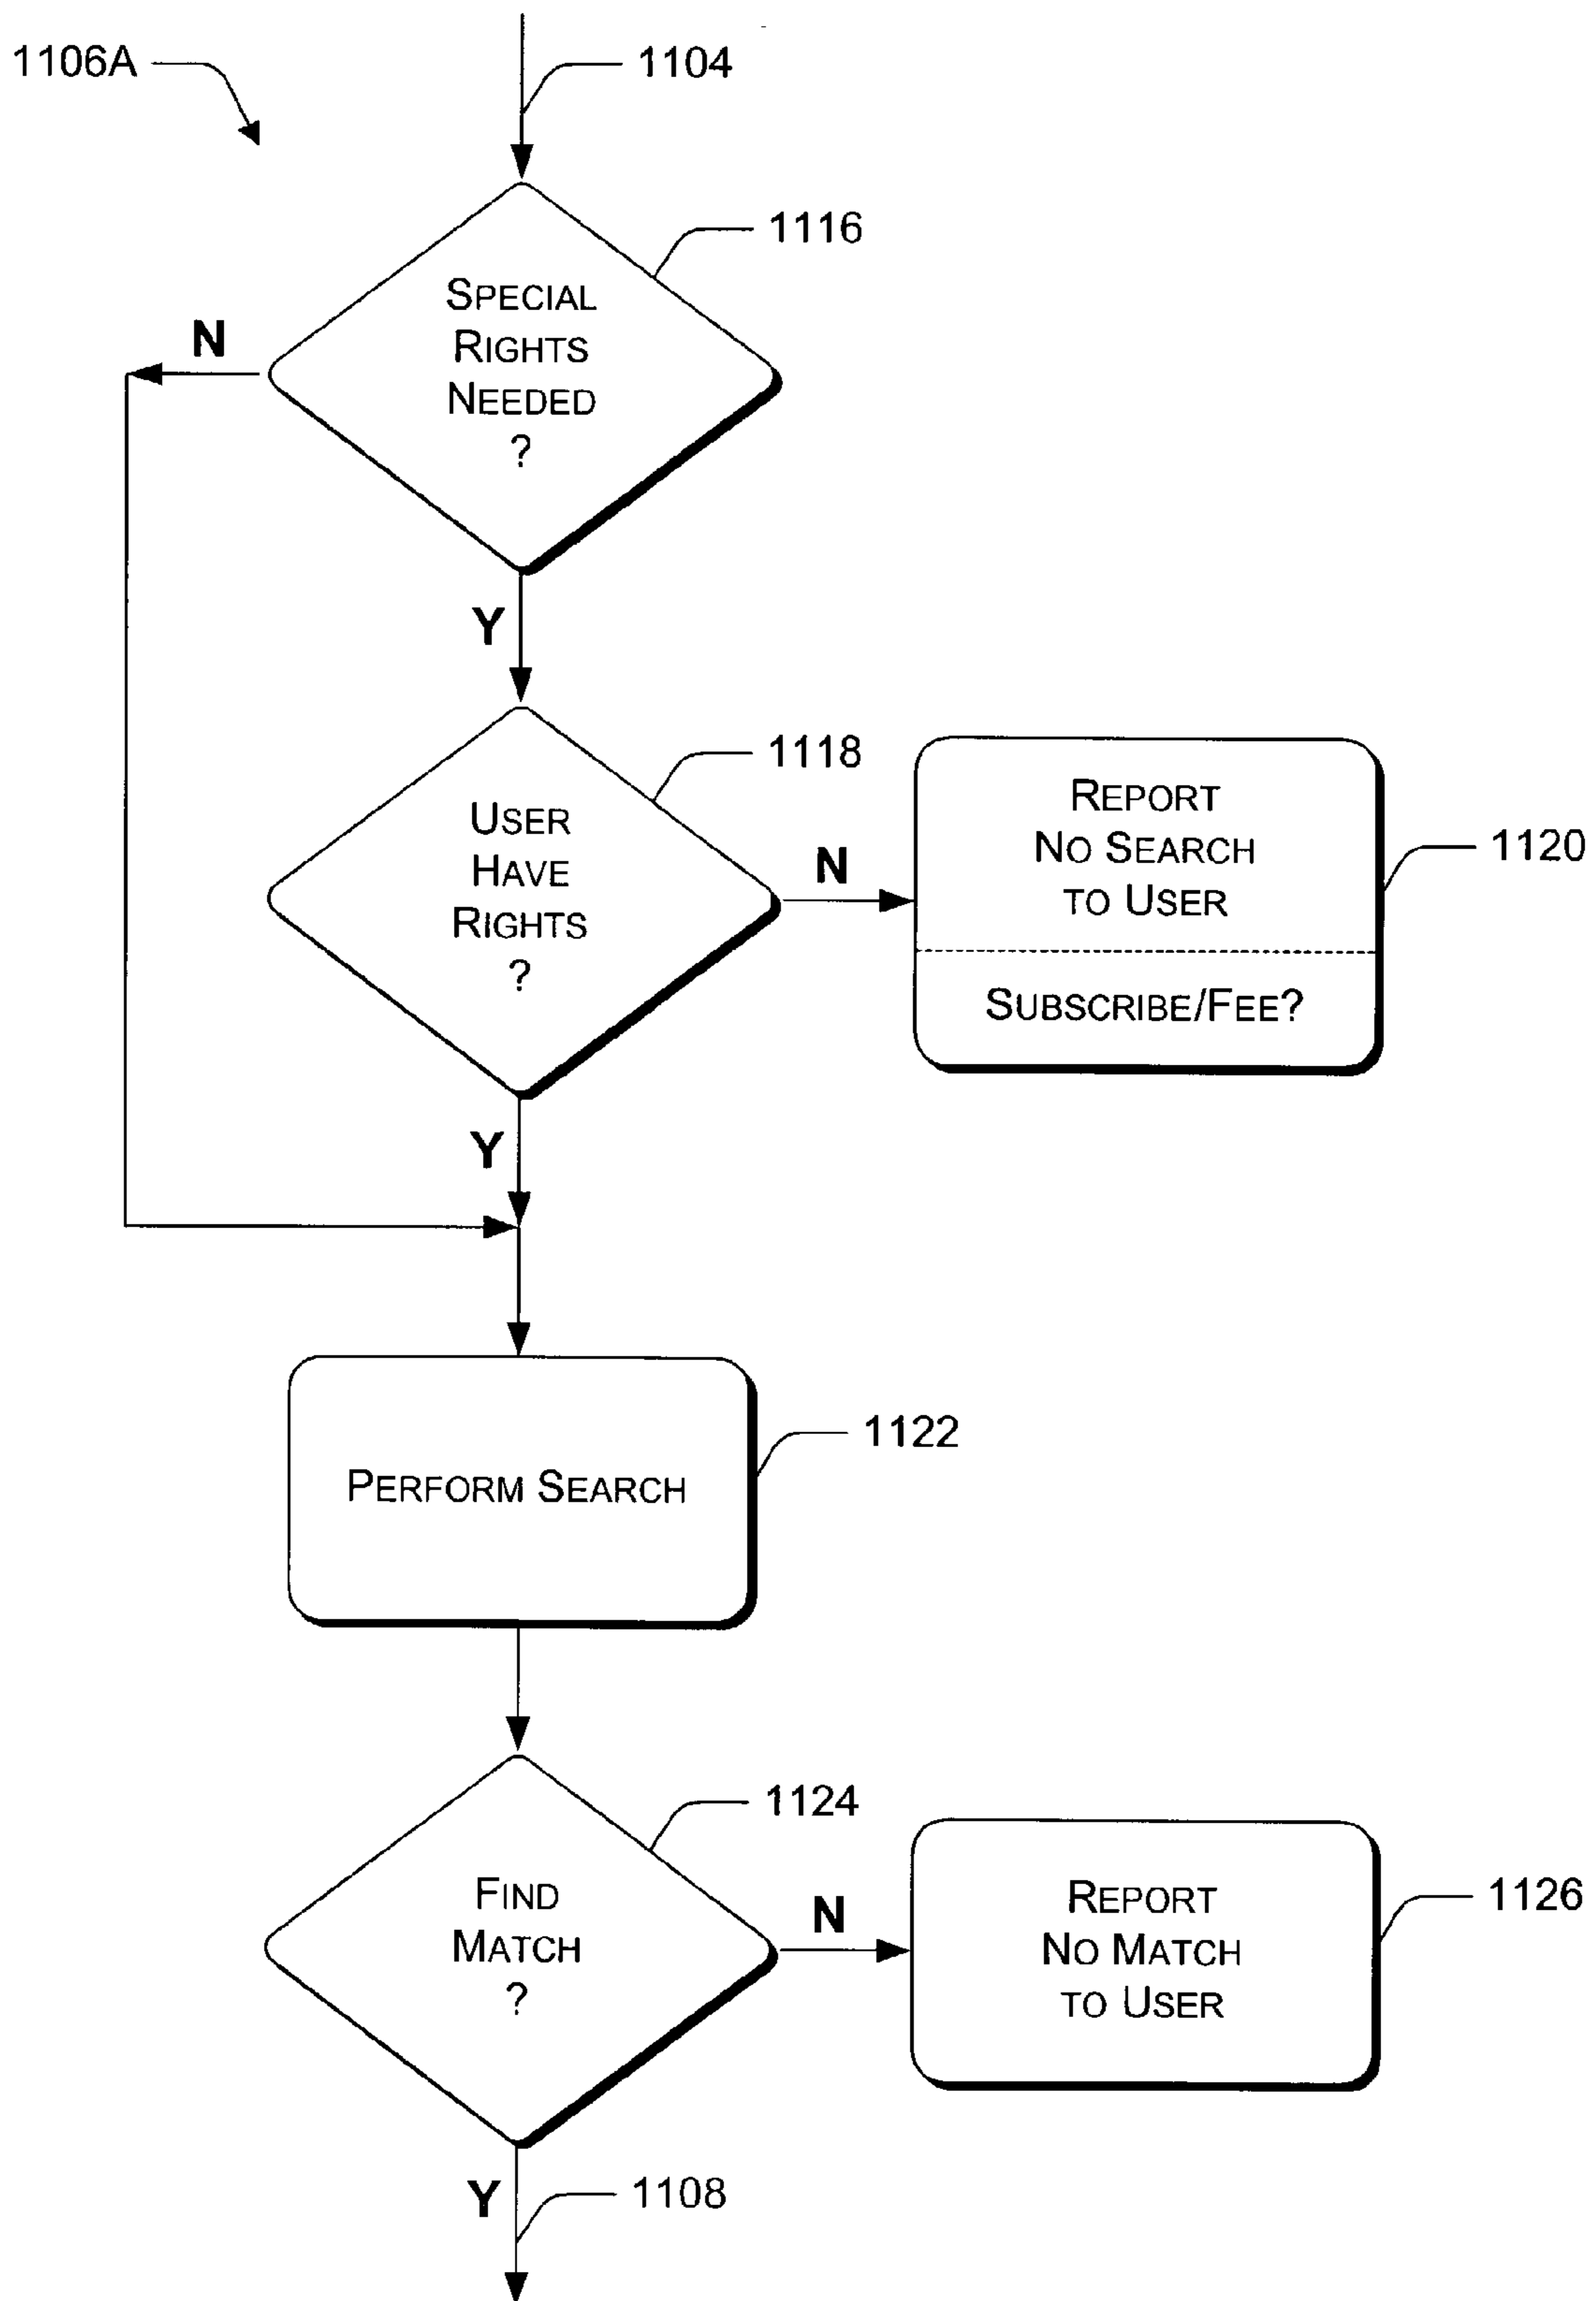 1106A
1104
1116
SPECIAL
RIGHTS
NEEDED
?
N
Y
1118
USER
HAVE
RIGHTS
?
N
REPORT
NO SEARCH
TO USER
SUBSCRIBE/FEE?
1120
Y
1122
PERFORM SEARCH
1124
FIND
MATCH
?
N
REPORT
NO MATCH
TO USER
1126
Y
1108